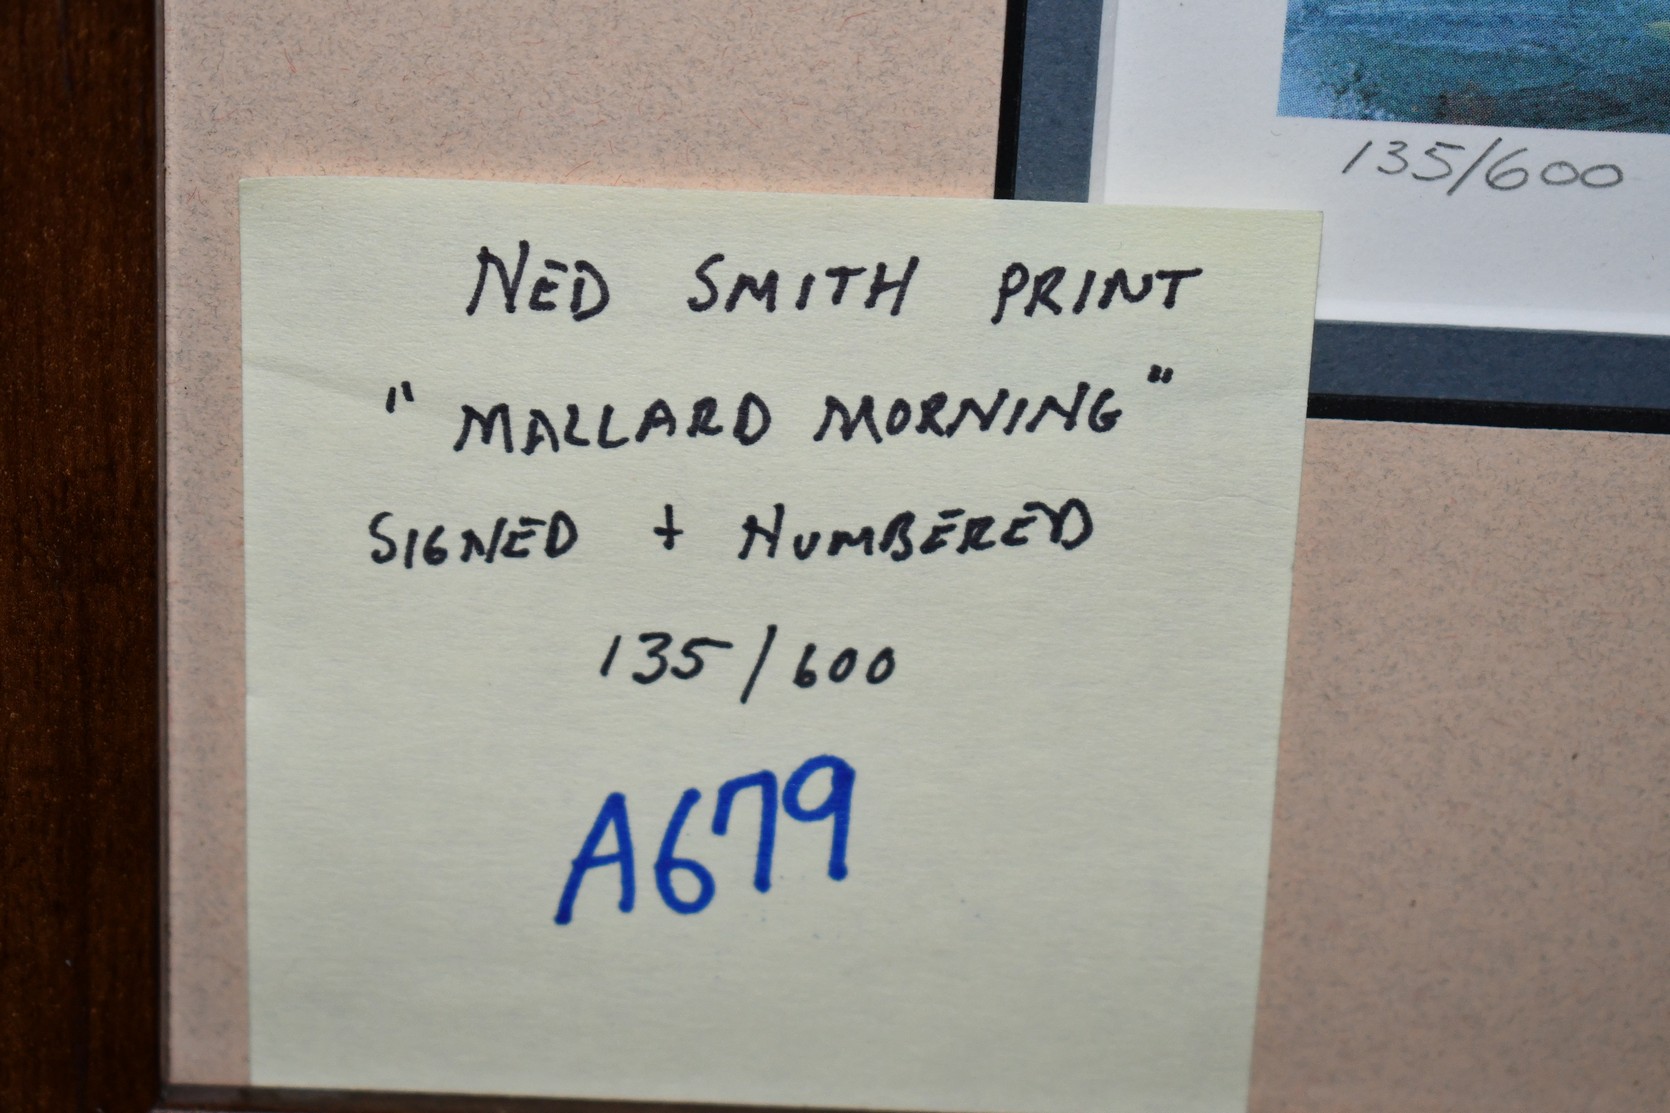 135/600
NED SMITH PRINT
"MALLARD MORNING"
SIGNED + NUMBERED
135/600
A679